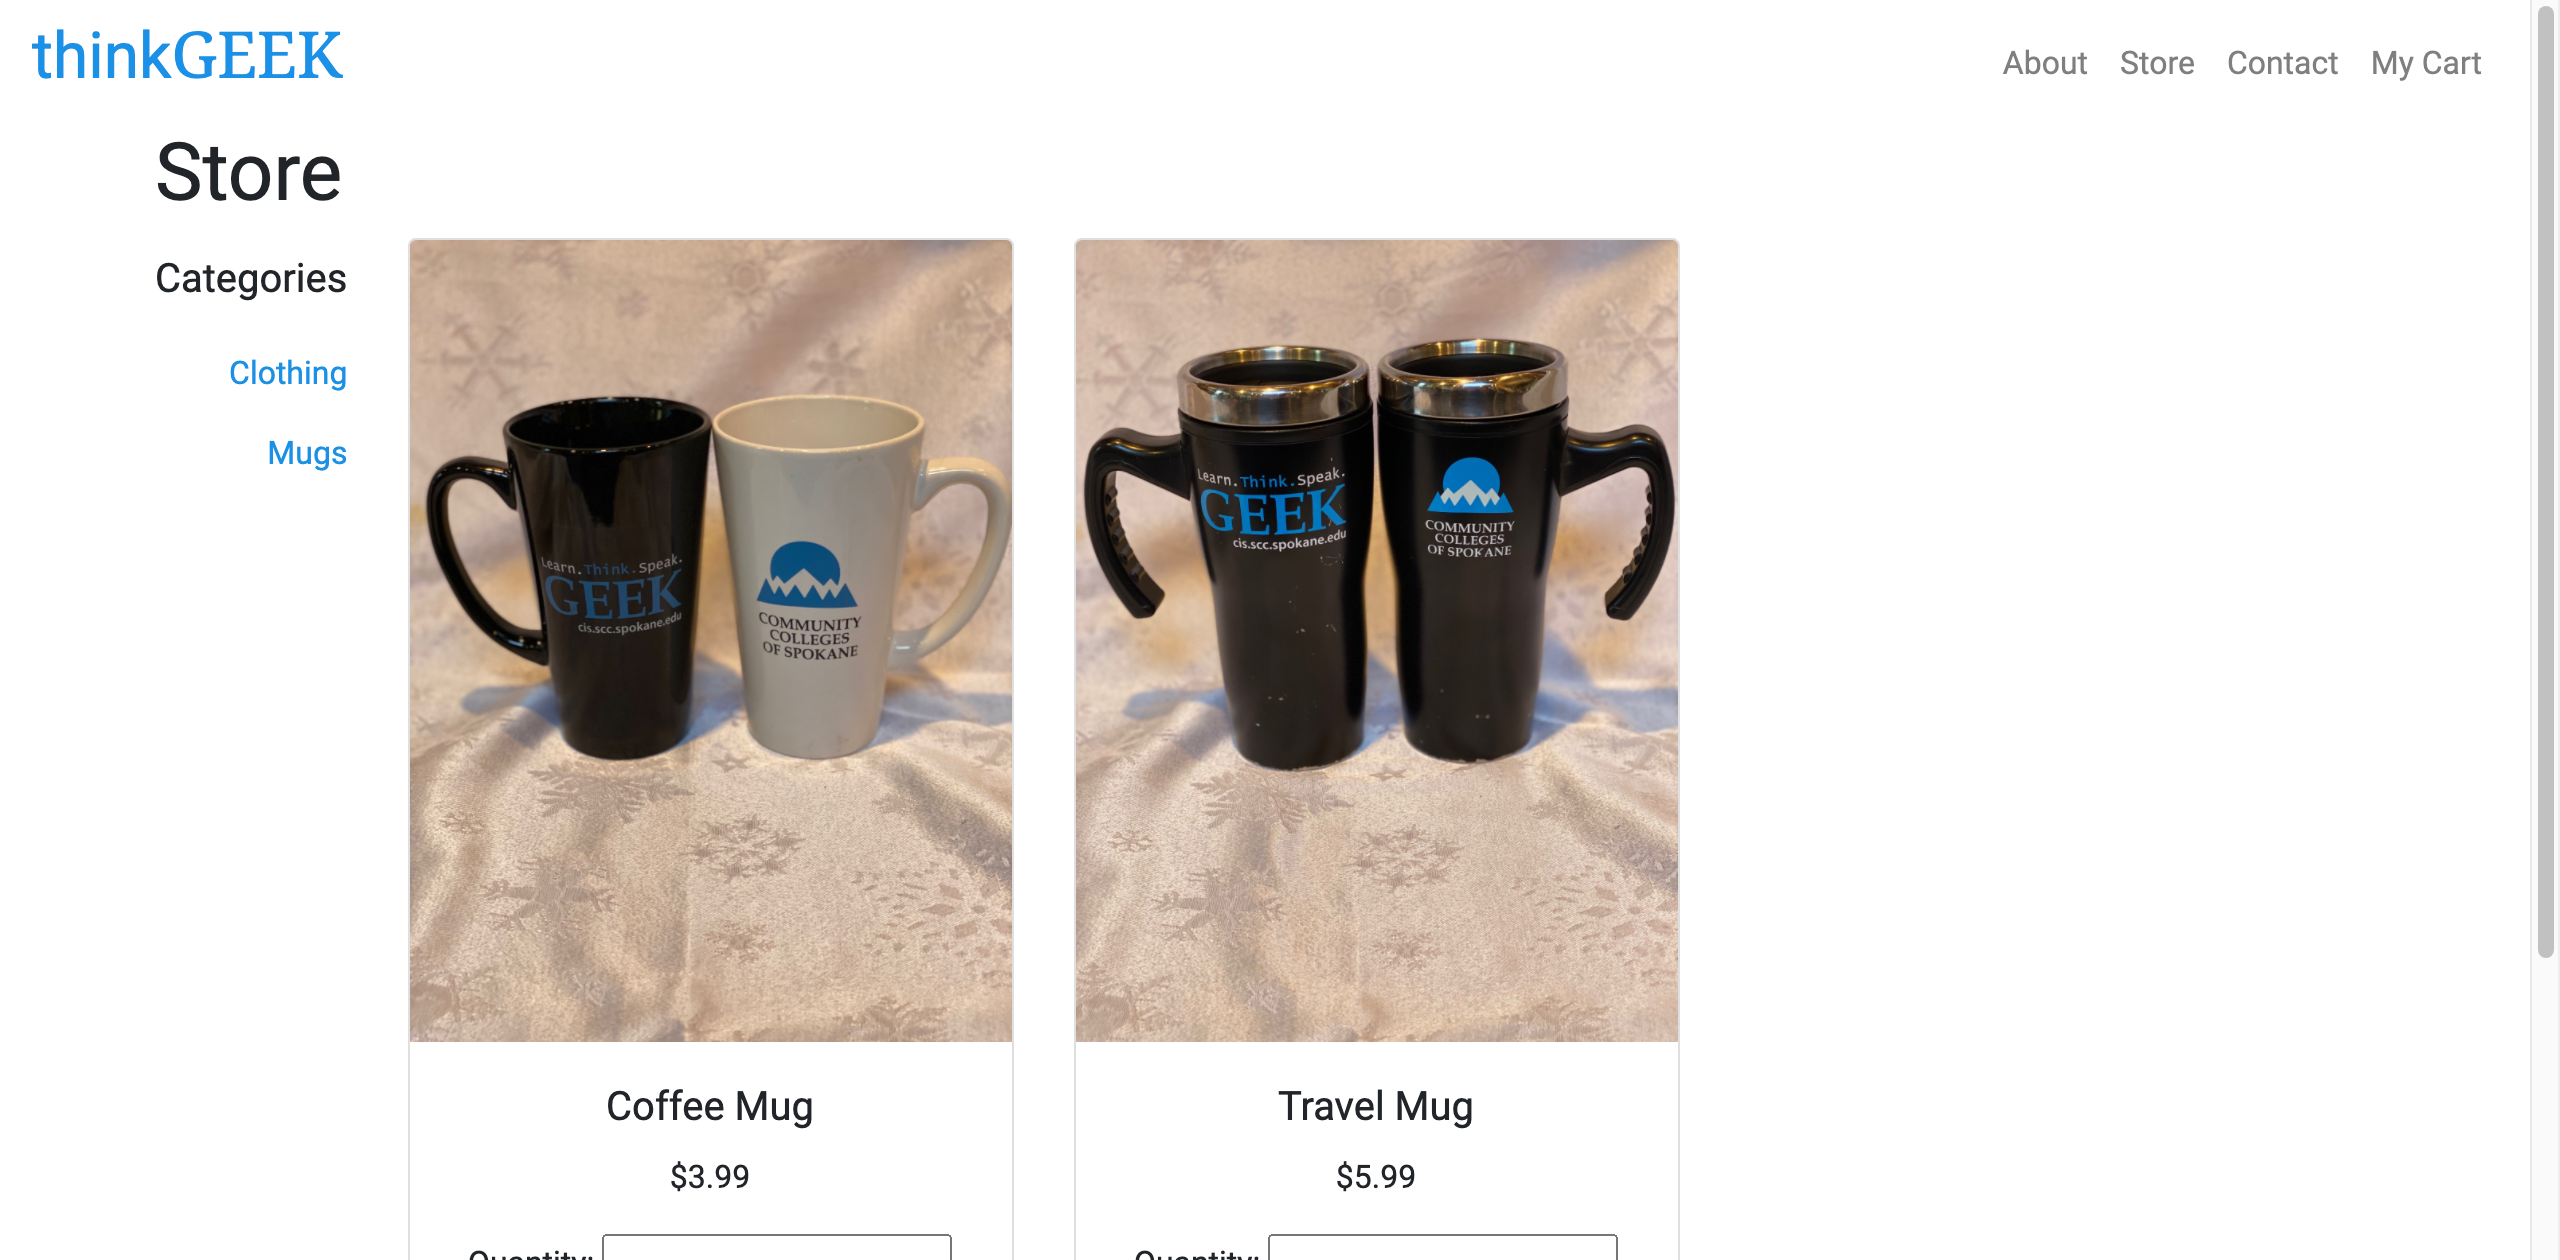 thinkGEEK
About Store Contact My Cart
Store
Categories
Clothing
Mugs
Learn.Think.Speak.
GEEK
cis.scc.spokane.edu
COMMUNITY
COLLEGES
OF SPOKANE
Learn.Think.Speak.
GEEK
cis.scc.spokane.edu
COMMUNITY
COLLEGES
OF SPOKANE
Coffee Mug
$3.99
Quantity:
Travel Mug
$5.99
Quantity: